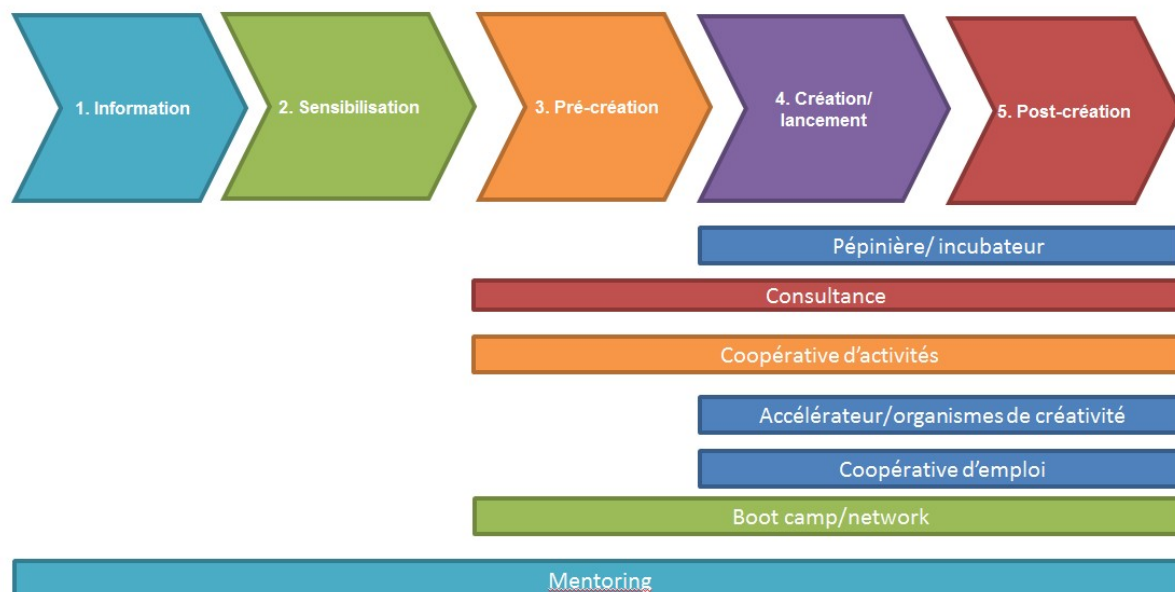 1. Information
2. Sensibilisation
3. Pré-création
4. Création/
lancement
5. Post-création
Pépinière/ incubateur
Consultance
Coopérative d’activités
Accélérateur/organismes de créativité
Coopérative d’emploi
Boot camp/network
Mentoring